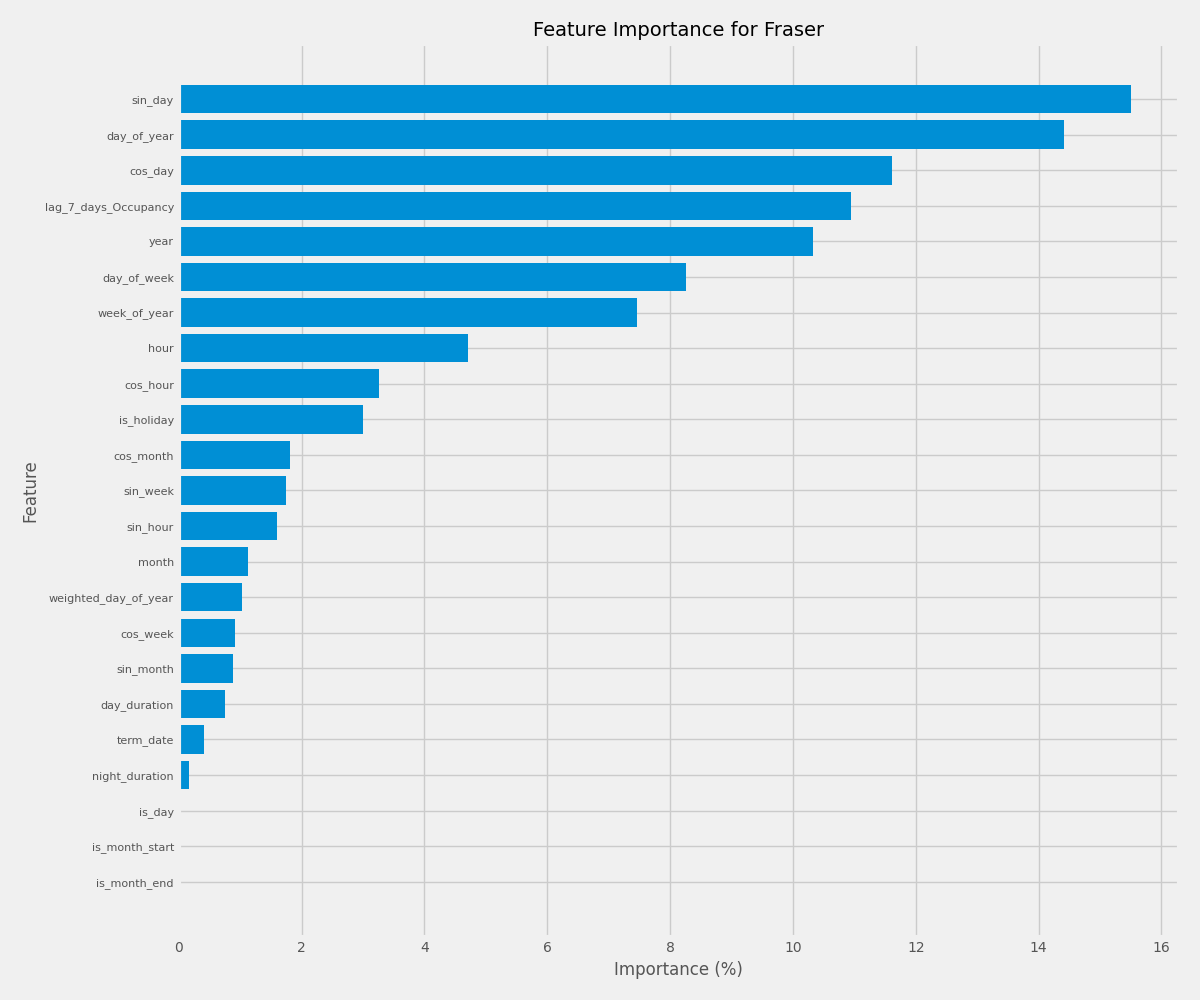 Feature Importance for Fraser
sin_day
day_of_year
cos_day
lag_7_days_Occupancy
year
day_of_week
week_of_year
hour
cos_hour
is_holiday
cos_month
sin_week
sin_hour
month
weighted_day_of_year
cos_week
sin_month
day_duration
term_date
night_duration
is_day
is_month_start
is_month_end
Feature
0 2 4 6 8 10 12 14 16
Importance (%)